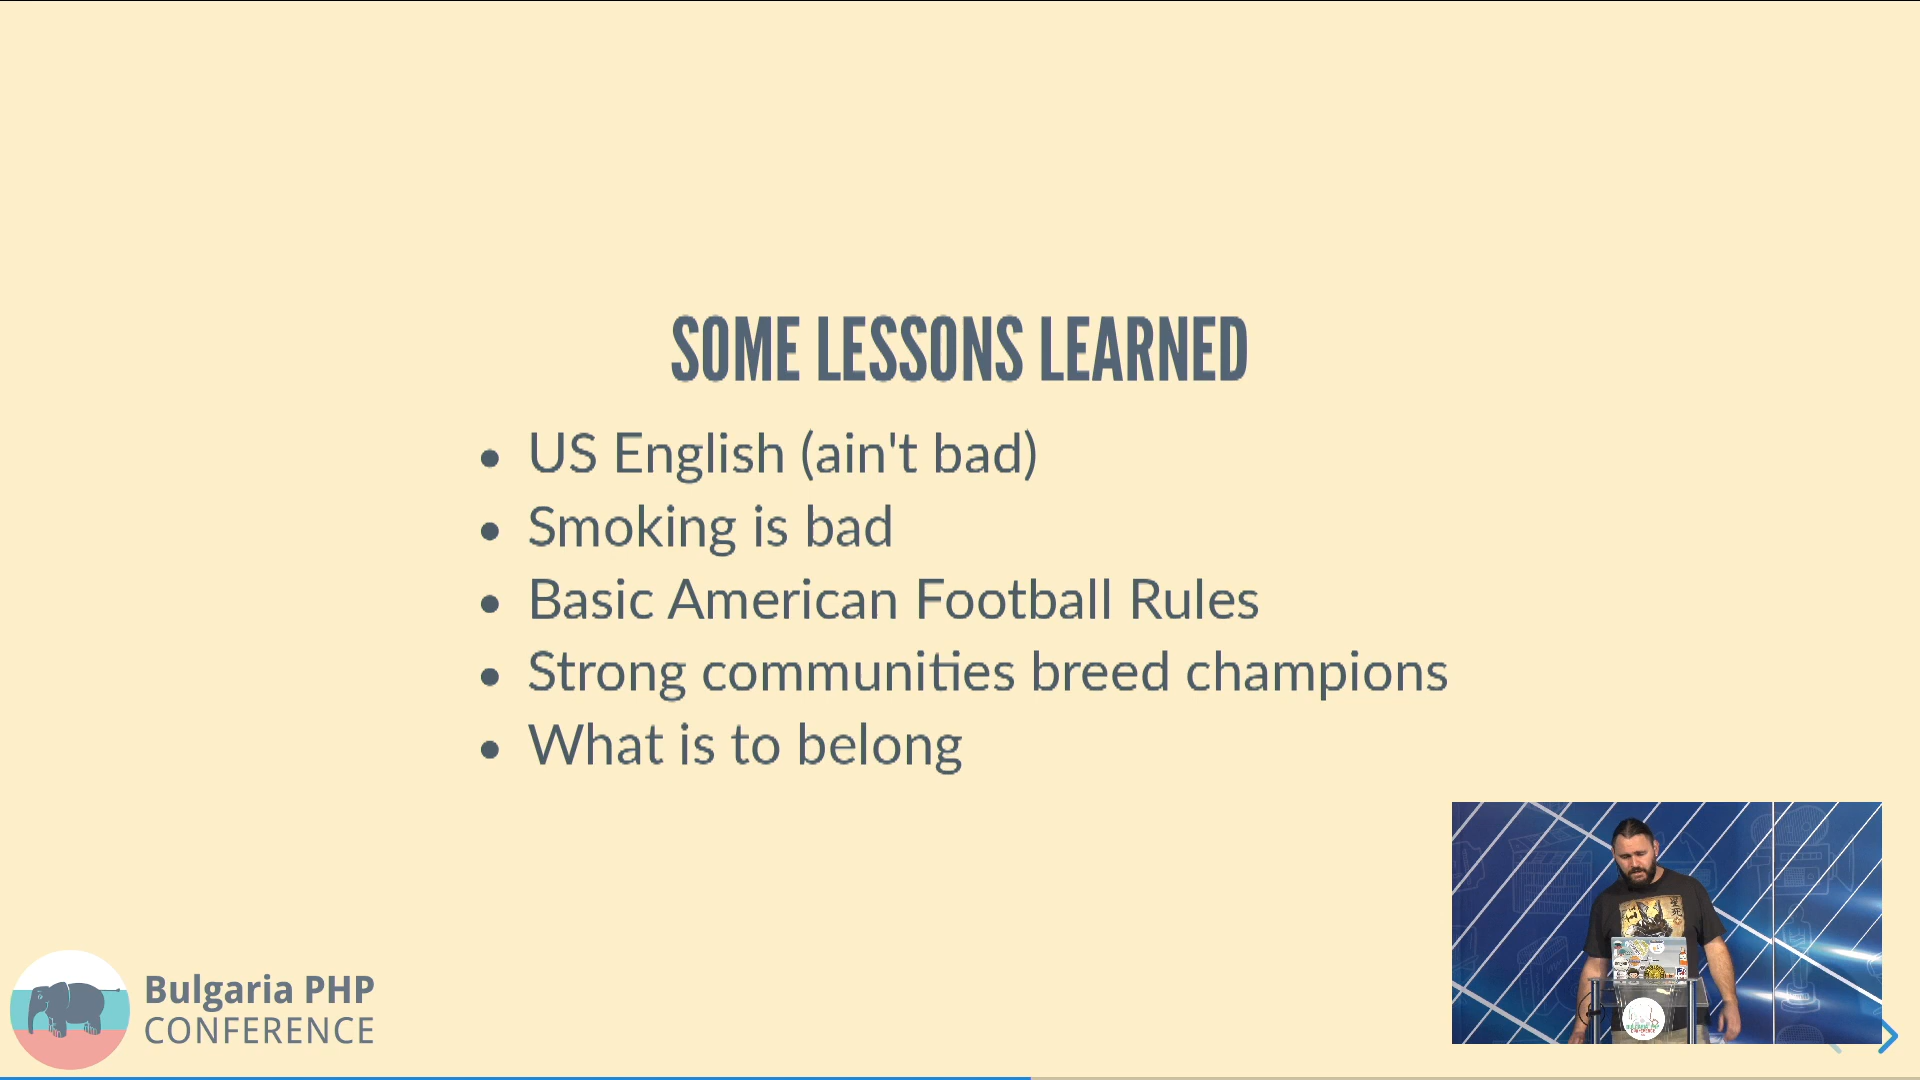 SOME LESSONS LEARNED
US English (ain't bad)
Smoking is bad
Basic American Football Rules
Strong communities breed champions
What is to belong
Bulgaria PHP
CONFERENCE